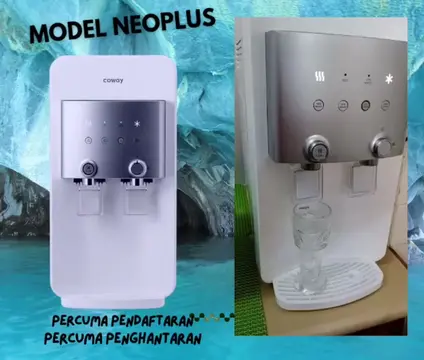 MODEL NEOPLUS
coway
PERCUMA PENDAFTARAN
PERCUMA PENGHANTARAN